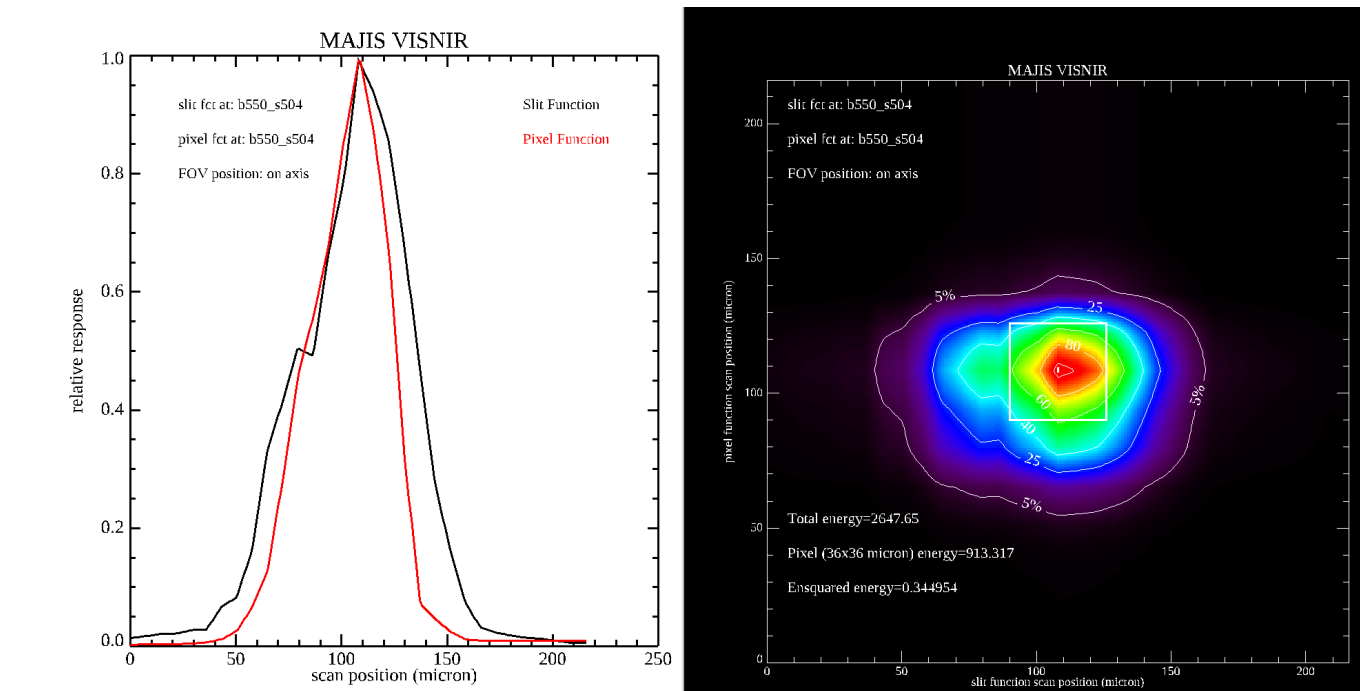 MAJIS VISNIR
1.0
slit fct at: b550_s504
Slit Function
pixel fct at: b550_s504
Pixel Function
FOV position: on axis
0.8
0.6
0.4
0.2
0.0
relative response
0
50
100
150
200
250
scan position (micron)
MAJIS VISNIR
slit fct at: b550_s504
pixel fct at: b550_s504
FOV position: on axis
200
150
100
50
0
pixel function scan position (micron)
5%
25
80
60
40
25
5%
5%
Total energy=2647.65
Pixel (36x36 micron) energy=913.317
Ensquared energy=0.344954
0
50
100
150
200
slit function scan position (micron)